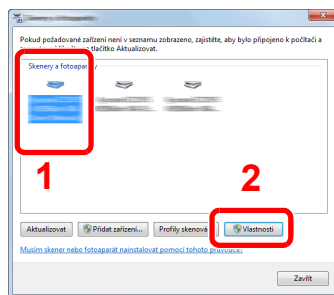 Pokud požadované zařízení není v seznamu zobrazeno, zajistěte, aby bylo připojeno k počítači a
tlačítko Aktualizovat.
Skenery a fotoapará y
1
2
Aktualizovat
Přidat zařízení...
Profily skenová
Vlastnosti
Musím skener nebo fotoaparát nainstalovat pomocí tohoto průvodce?
Zavřít